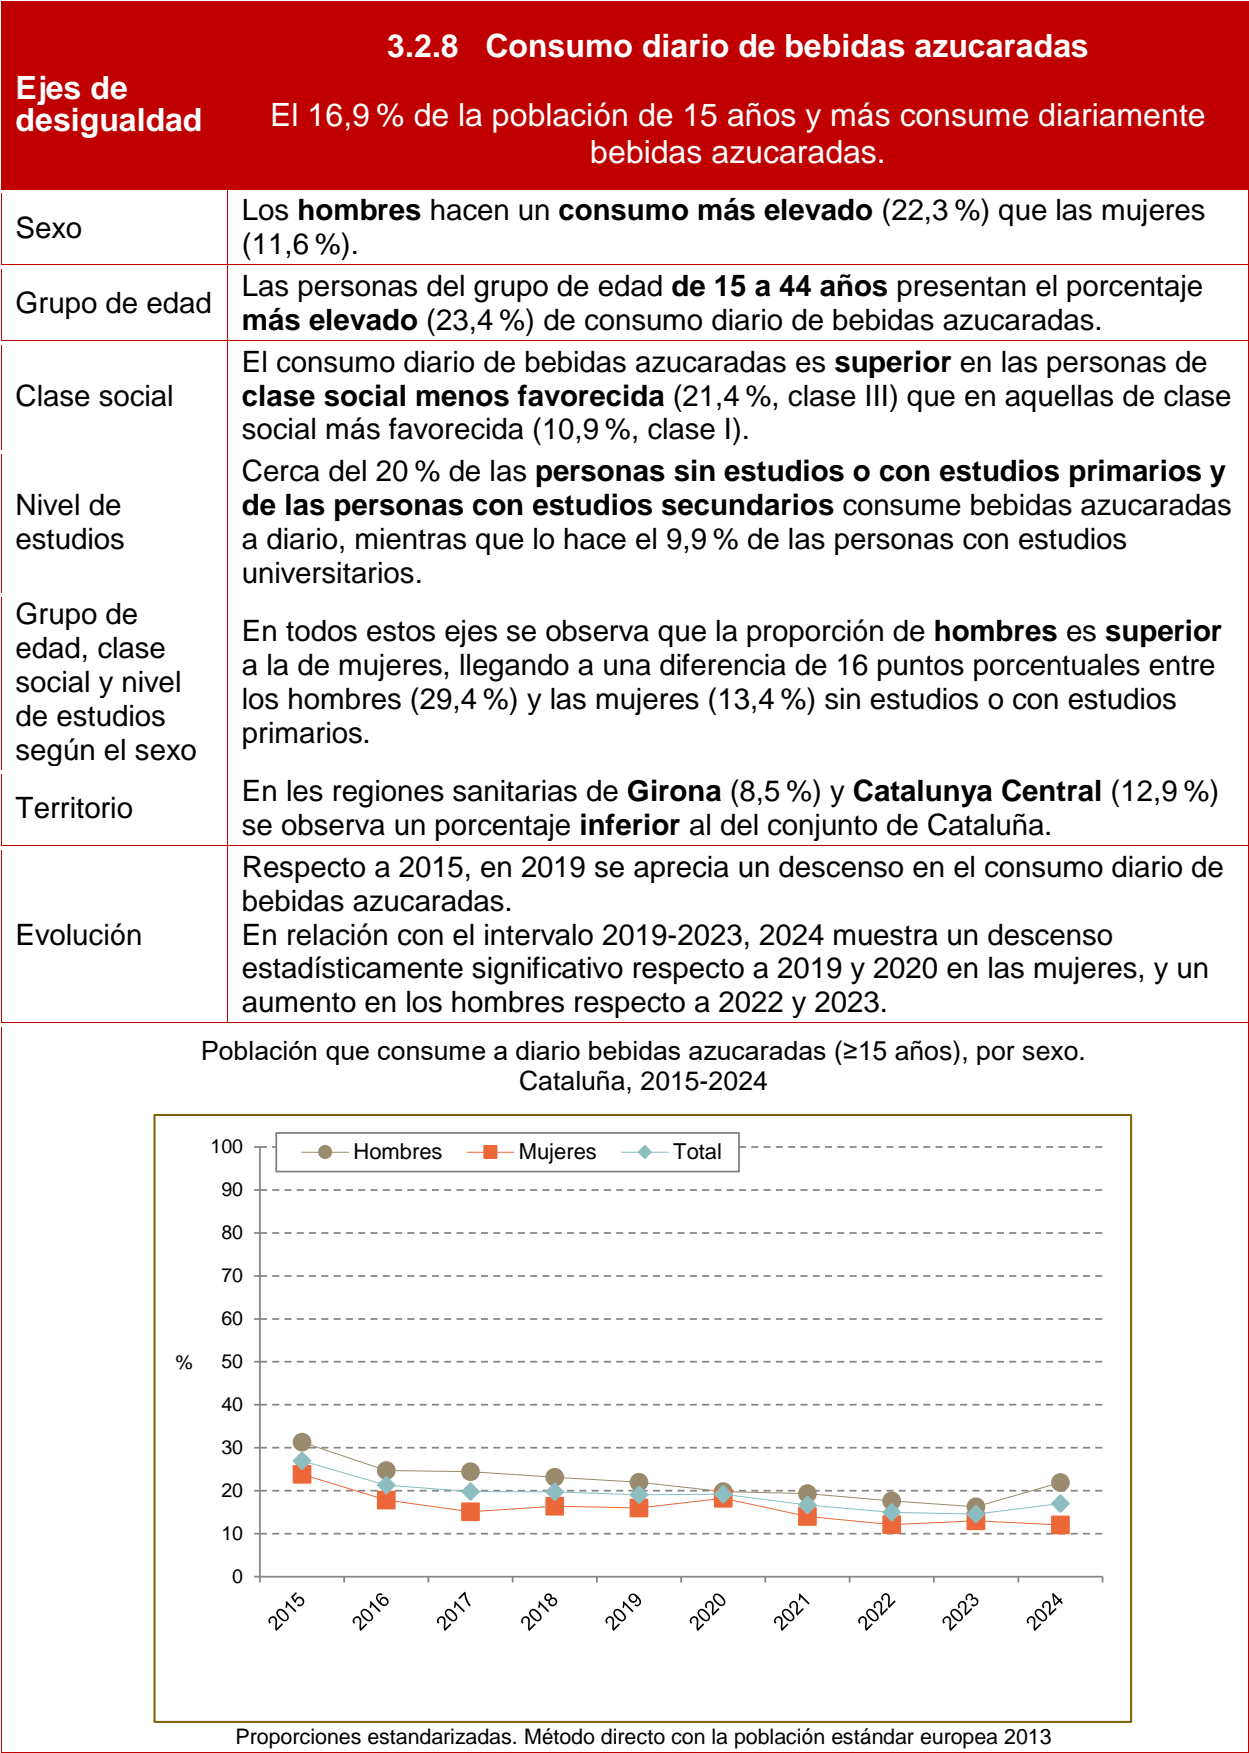 3.2.8 Consumo diario de bebidas azucaradas
Ejes de
desigualdad
El 16,9 % de la población de 15 años y más consume diariamente
bebidas azucaradas.
Sexo
Los hombres hacen un consumo más elevado (22,3 %) que las mujeres
(11,6 %).
Grupo de edad
Las personas del grupo de edad de 15 a 44 años presentan el porcentaje
más elevado (23,4 %) de consumo diario de bebidas azucaradas.
Clase social
El consumo diario de bebidas azucaradas es superior en las personas de
clase social menos favorecida (21,4 %, clase III) que en aquellas de clase
social más favorecida (10,9 %, clase I).
Nivel de
estudios
Cerca del 20 % de las personas sin estudios o con estudios primarios y
de las personas con estudios secundarios consume bebidas azucaradas
a diario, mientras que lo hace el 9,9 % de las personas con estudios
universitarios.
Grupo de
edad, clase
social y nivel
de estudios
según el sexo
En todos estos ejes se observa que la proporción de hombres es superior
a la de mujeres, llegando a una diferencia de 16 puntos porcentuales entre
los hombres (29,4 %) y las mujeres (13,4 %) sin estudios o con estudios
primarios.
Territorio
En les regiones sanitarias de Girona (8,5 %) y Catalunya Central (12,9 %)
se observa un porcentaje inferior al del conjunto de Cataluña.
Evolución
Respecto a 2015, en 2019 se aprecia un descenso en el consumo diario de
bebidas azucaradas.
En relación con el intervalo 2019-2023, 2024 muestra un descenso
estadísticamente significativo respecto a 2019 y 2020 en las mujeres, y un
aumento en los hombres respecto a 2022 y 2023.
Población que consume a diario bebidas azucaradas (≥15 años), por sexo.
Cataluña, 2015-2024
Hombres Mujeres Total
100
90
80
70
60
% 50
40
30
20
10
0
2015 2016 2017 2018 2019 2020 2021 2022 2023 2024
Proporciones estandarizadas. Método directo con la población estándar europea 2013